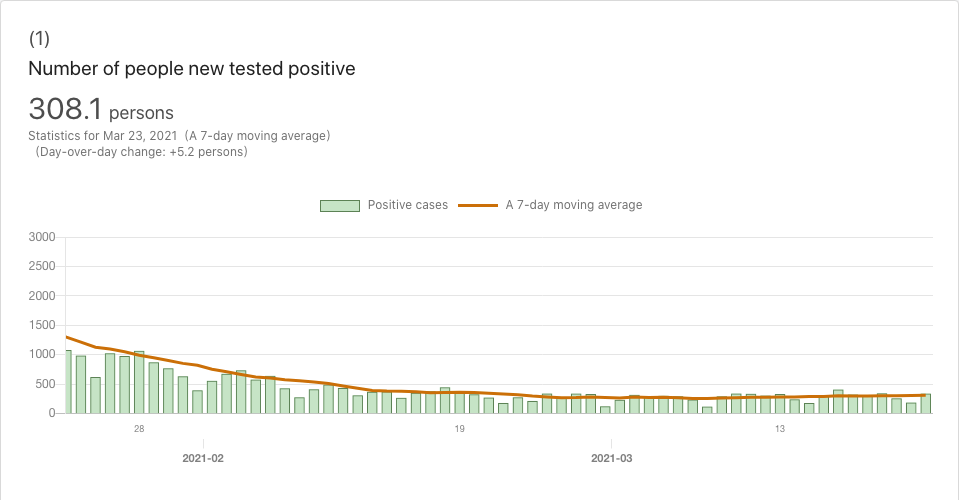 (1)
Number of people new tested positive
308.1 persons
Statistics for Mar 23, 2021 (A 7-day moving average)
(Day-over-day change: +5.2 persons)
Positive cases A 7-day moving average
3000
2500
2000
1500
1000
500
0
28 19 13
2021-02 2021-03